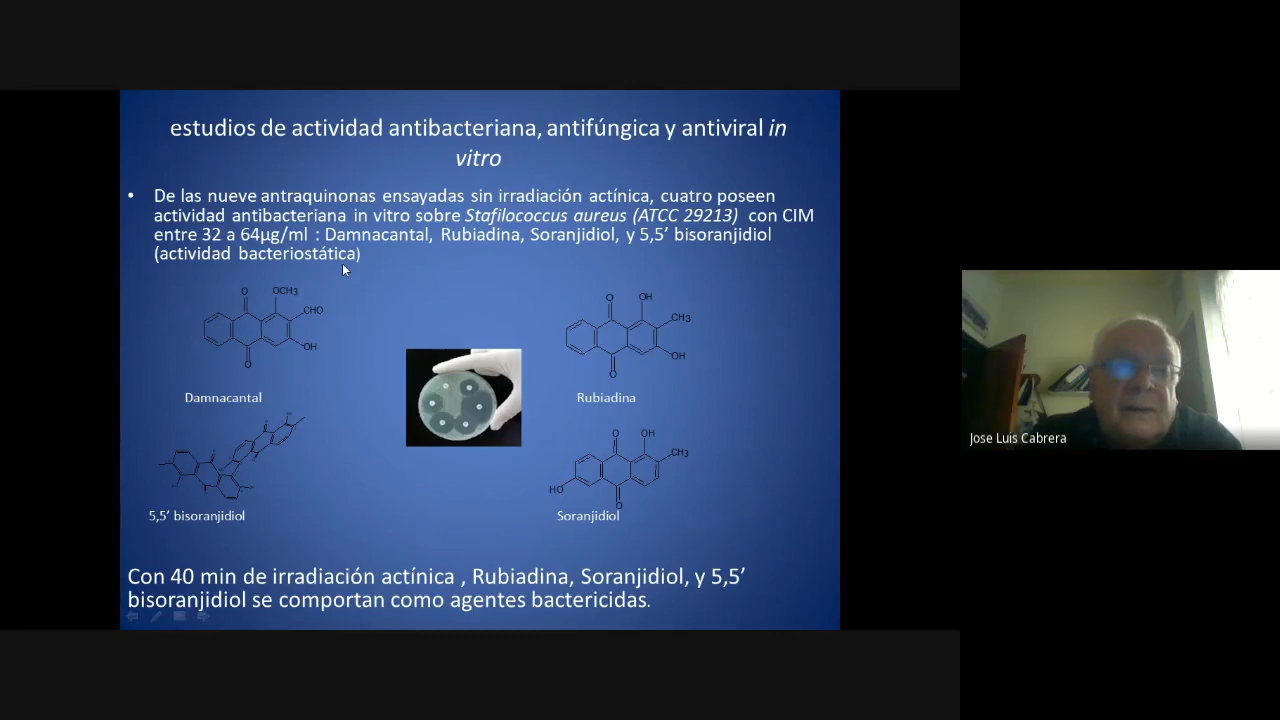 estudios de actividad antibacteriana, antifúngica y antiviral in
vitro
• De las nueve antraquinonas ensayadas sin irradiación actínica, cuatro poseen
actividad antibacteriana in vitro sobre Stafilococcus aureus (ATCC 29213) con CIM
entre 32 a 64µg/ml : Damnacantal, Rubiadina, Soranjidiol, y 5,5’ bisoranjidiol
(actividad bacteriostática)
O
OCH3
CHO
OH
O
Damnacantal
O
OH
CH3
OH
O
Rubiadina
5,5’ bisoranjidiol
O
OH
CH3
HO
O
Soranjidiol
Con 40 min de irradiación actínica , Rubiadina, Soranjidiol, y 5,5’
bisoranjidiol se comportan como agentes bactericidas.
Jose Luis Cabrera